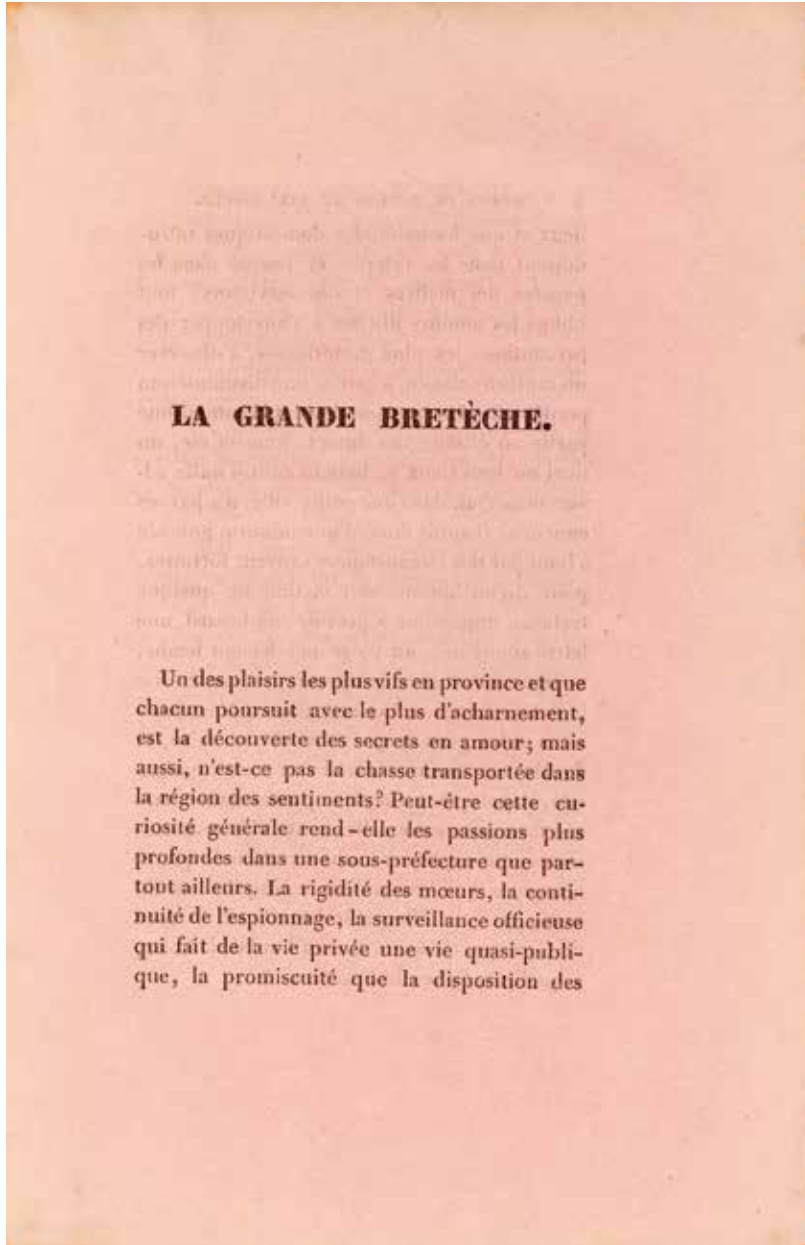 LA GRANDE BRETÈCHE.
Un des plaisirs les plus vifs en province et que
chacun poursuit avec le plus d'acharnement,
est la découverte des secrets en amour; mais
aussi, n'est-ce pas la chasse transportée dans
la région des sentiments? Peut-être cette cu-
riosité générale rend-elle les passions plus
profondes dans une sous-préfecture que par-
tout ailleurs. La rigidité des mœurs, la conti-
nuité de l'espionnage, la surveillance officieuse
qui fait de la vie privée une vie quasi-publi-
que, la promiscuité que la disposition des